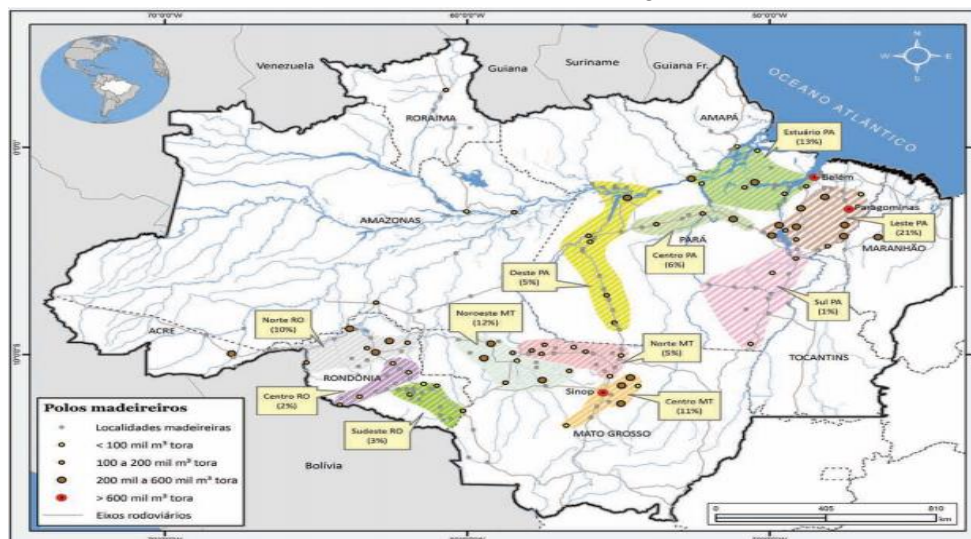 70°0'0"
60°0'0"
50°0'0"
N
W
E
S
Venezuela
Guiana
Suriname
Guiana Fr.
OCEANO ATLÂNTICO
RORAIMA
AMAPÁ
Estuário PA
(13%)
Belém
Paragominas
AMAZONAS
Leste PA
(21%)
MARANHÃO
PARÁ
Centro PA
(6%)
Oeste PA
(5%)
Sul PA
(1%)
ACRE
Norte RO
(10%)
Noroeste MT
(12%)
Norte MT
(5%)
TOCANTINS
RONDÔNIA
Centro RO
(2%)
Sinop
Centro MT
(11%)
Sudeste RO
(3%)
MATO GROSSO
Bolívia
Polos madeireiros
Localidades madeireiras
< 100 mil m³ tora
100 a 200 mil m³ tora
200 mil a 600 mil m³ tora
> 600 mil m³ tora
Eixos rodoviários
0
405
810
km